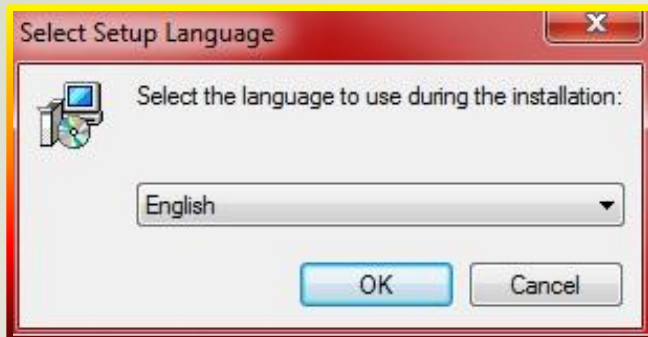 Select Setup Language
Select the language to use during the installation:
English
OK
Cancel